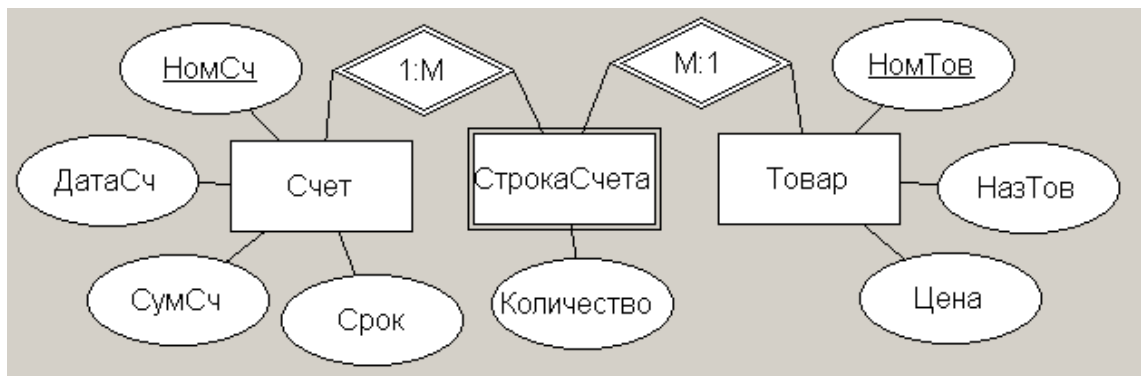 НомСч
1:M
M:1
НомТов
ДатаСч
Счет
СтрокаСчета
Товар
НазТов
СумСч
Срок
Количество
Цена